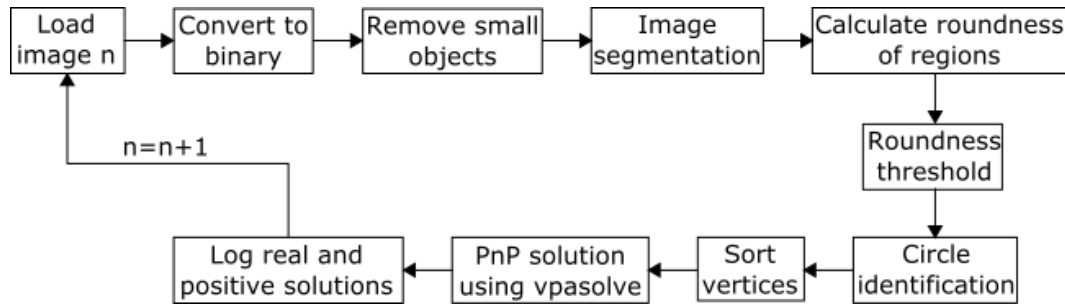 Load
image n
Convert to
binary
Remove small
objects
Image
segmentation
Calculate roundness
of regions
Roundness
threshold
Circle
identification
Sort
vertices
PnP solution
using vpasolve
Log real and
positive solutions
n=n+1